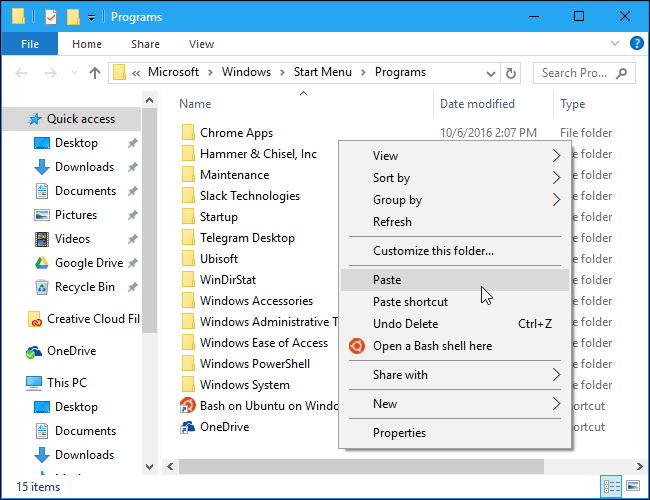 Programs
File Home Share View
« Microsoft > Windows > Start Menu > Programs
Search Pro...
Name Date modified Type
Quick access
Desktop
Downloads
Documents
Pictures
Videos
Google Drive
Recycle Bin
Creative Cloud File
OneDrive
This PC
Desktop
Documents
Downloads
Chrome Apps 10/6/2016 2:07 PM File folder
Hammer & Chisel, Inc e folder
Maintenance e folder
Slack Technologies e folder
Startup e folder
Telegram Desktop e folder
Ubisoft e folder
WinDirStat e folder
Windows Accessories e folder
Windows Administrative T e folder
Windows Ease of Access e folder
Windows PowerShell e folder
Windows System e folder
Bash on Ubuntu on Windo ortcut
OneDrive ortcut
View
Sort by
Group by
Refresh
Customize this folder...
Paste
Paste shortcut
Undo Delete Ctrl+Z
Open a Bash shell here
Share with
New
Properties
15 items